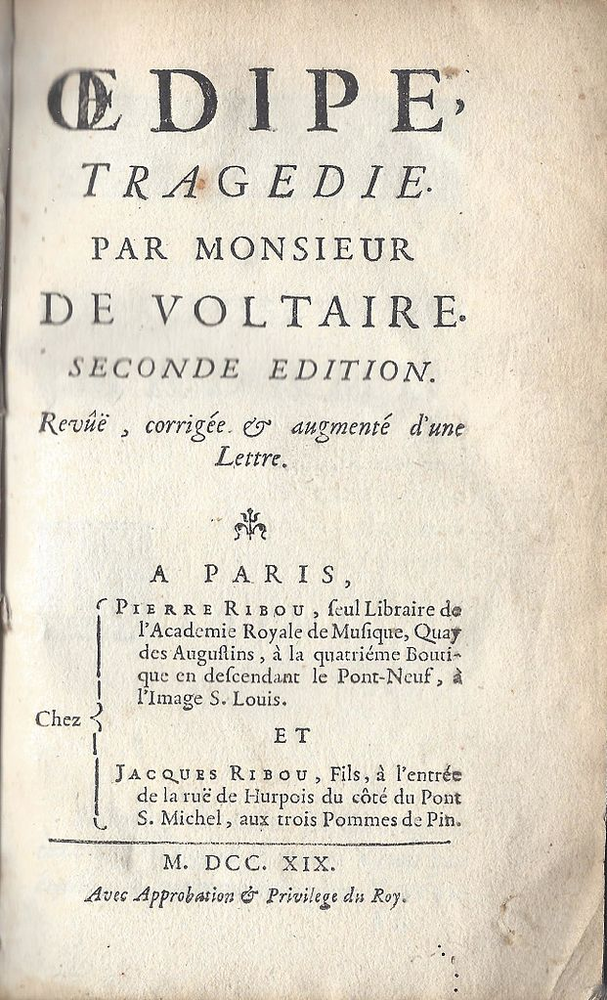 ŒDIPE,
TRAGEDIE.
PAR MONSIEUR
DE VOLTAIRE.
SECONDE EDITION.
Revûë, corrigée. & augmenté d'une
Lettre.
A PARIS,
PIERRE RIBOU, ſeul Libraire de
l'Academie Royale de Muſique, Quay
des Auguſtins, à la quatriéme Bouti-
que en deſcendant le Pont-Neuf, à
l'Image S. Louis.
Chez
ET
JACQUES RIBOU, Fils, à l'entrée
de la ruë de Hurpois du côté du Pont
S. Michel, aux trois Pommes de Pin.
M. DCC. XIX.
Avec Approbation & Privilege du Roy.